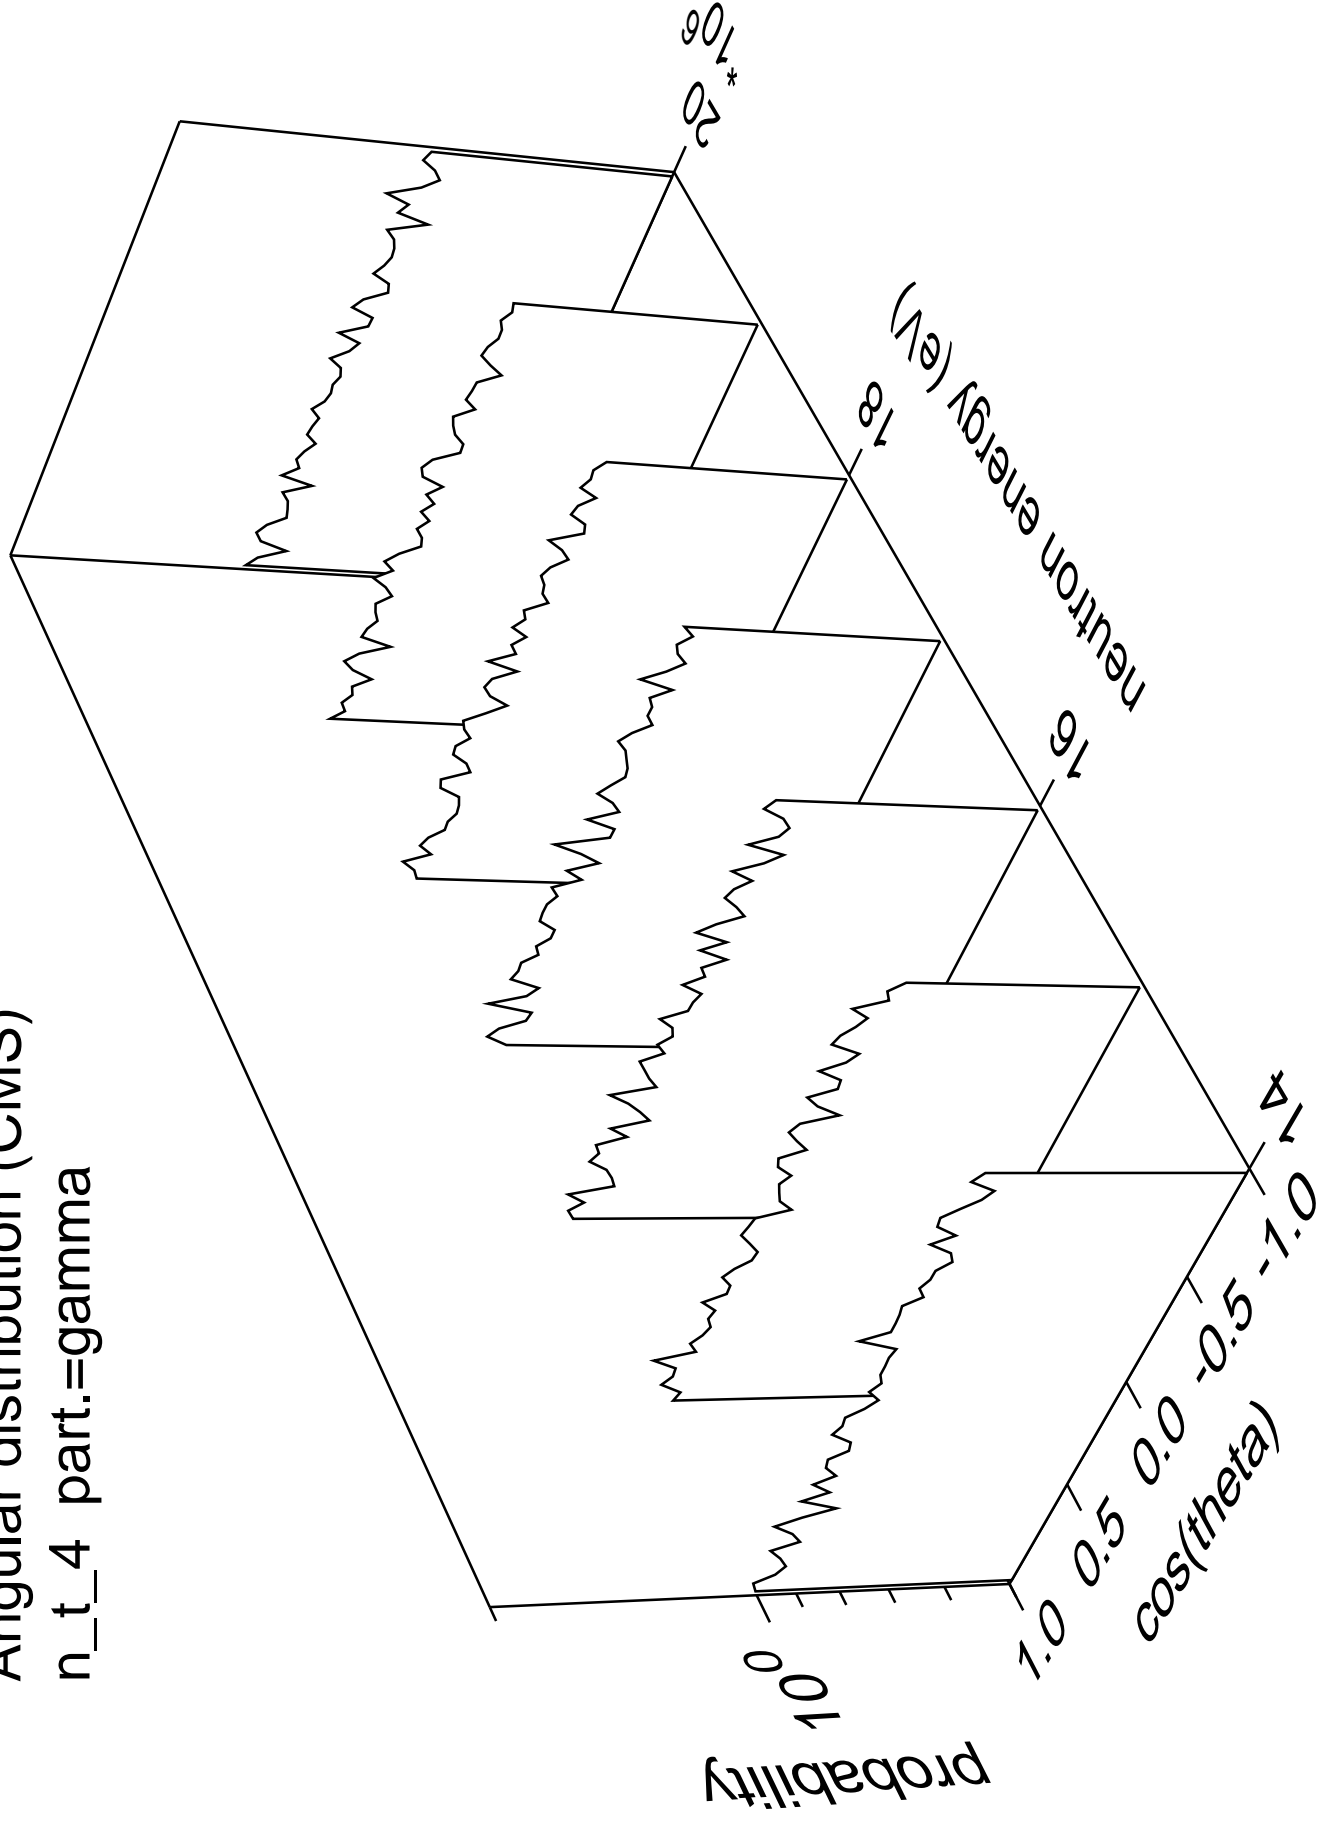 Angular distribution (CMS)
n_t_4 part.=gamma
probability
10^0
cos(theta)
1.0 0.5 0.0 -0.5 -1.0
neutron energy (eV)
14 16 18 20
*10^6